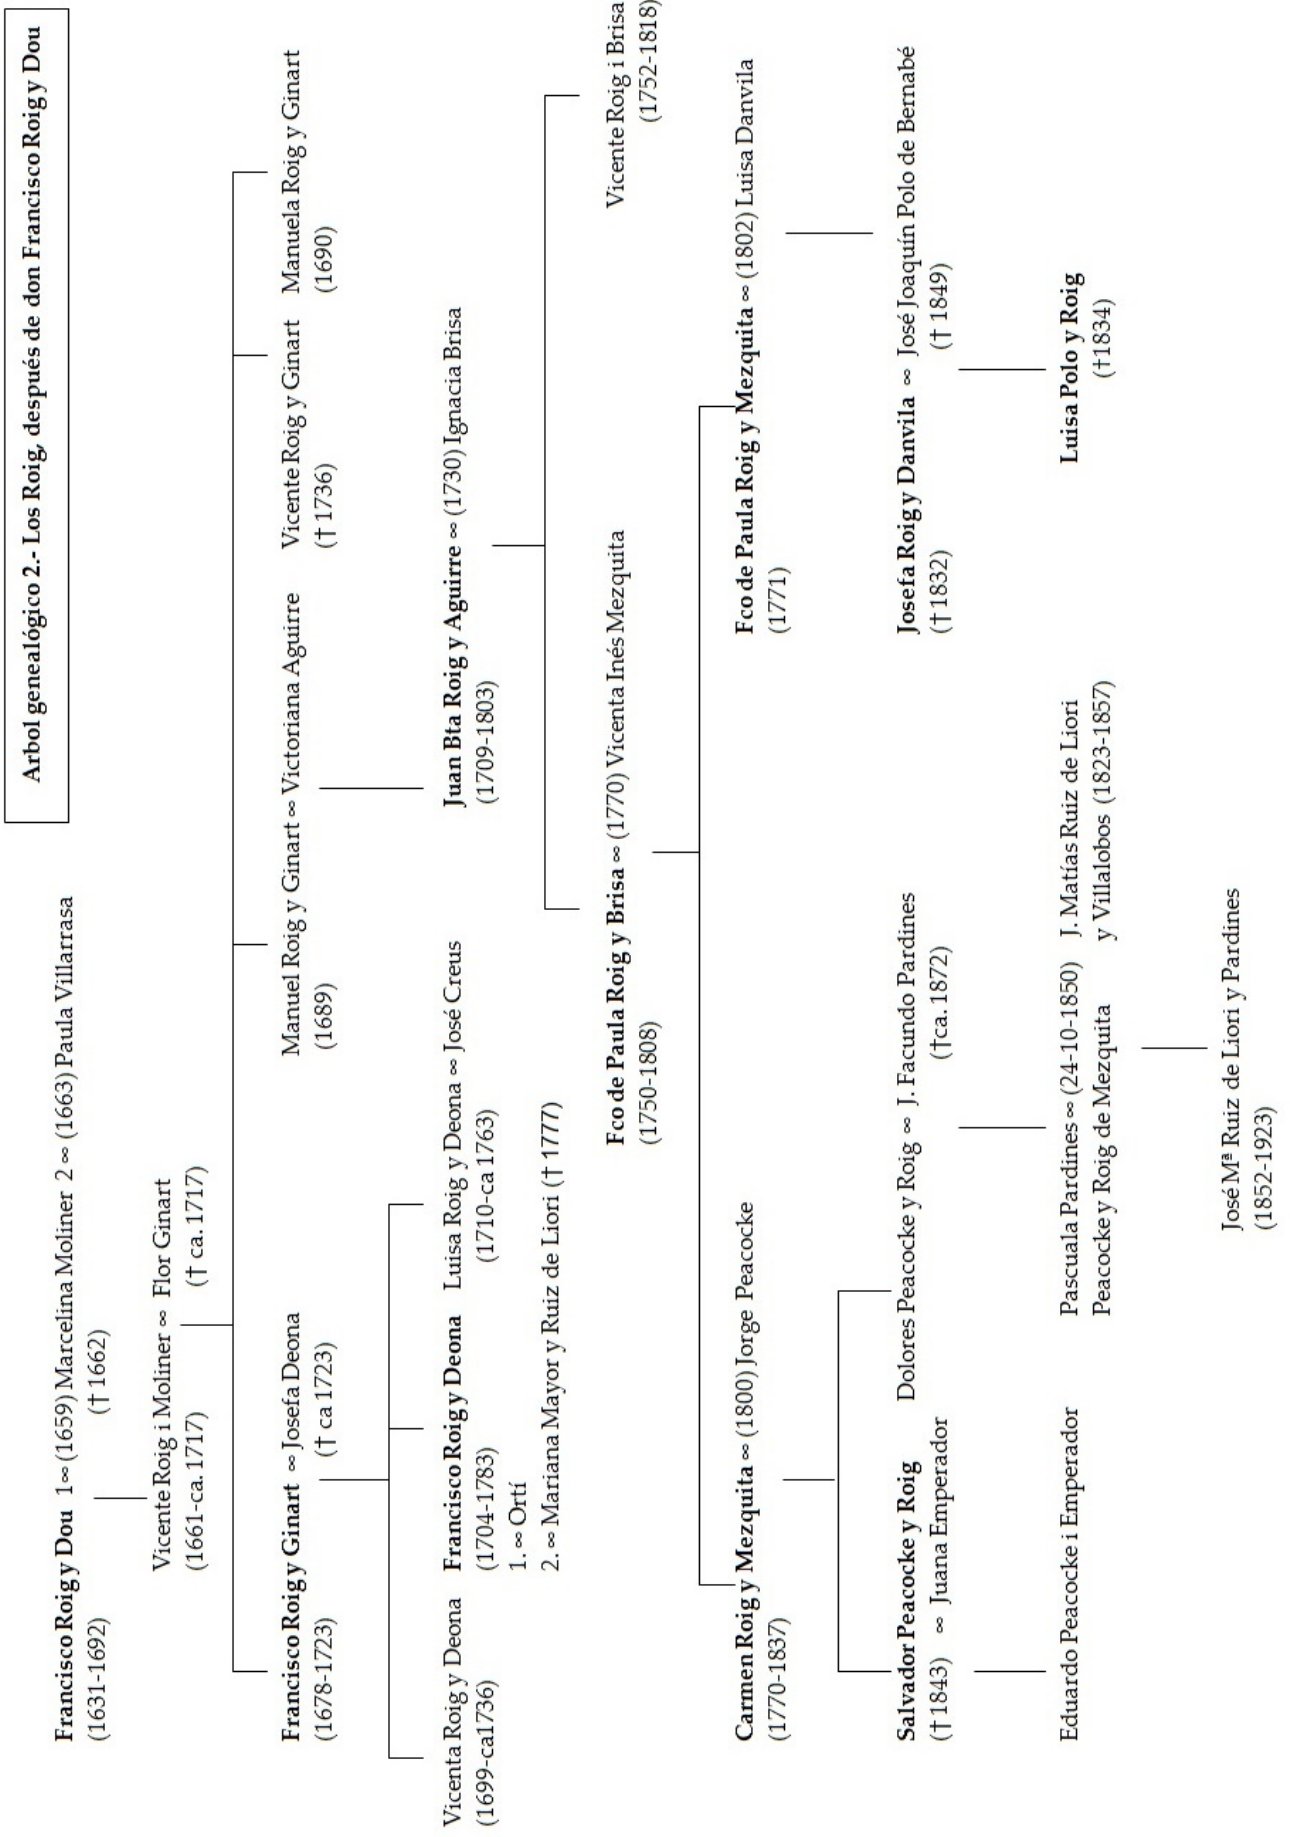 Arbol genealógico 2.- Los Roig, después de don Francisco Roig y Dou
Francisco Roig y Dou 1∞ (1659) Marcelina Moliner 2 ∞ (1663) Paula Villarrasa
(1631-1692) († 1662)
Vicente Roig i Moliner ∞ Flor Ginart
(1661-ca. 1717) († ca. 1717)
Francisco Roig y Ginart ∞ Josefa Deona
(1678-1723) († ca 1723)
Manuel Roig y Ginart ∞ Victoriana Aguirre
(1689)
Vicente Roig y Ginart
(† 1736)
Manuela Roig y Ginart
(1690)
Vicenta Roig y Deona
(1699-ca1736)
Francisco Roig y Deona
(1704-1783)
1. ∞ Ortí
2. ∞ Mariana Mayor y Ruiz de Liori († 1777)
Luisa Roig y Deona ∞ José Creus
(1710-ca 1763)
Juan Bta Roig y Aguirre ∞ (1730) Ignacia Brisa
(1709-1803)
Fco de Paula Roig y Brisa ∞ (1770) Vicenta Inés Mezquita
(1750-1808)
Vicente Roig i Brisa
(1752-1818)
Carmen Roig y Mezquita ∞ (1800) Jorge Peacocke
(1770-1837)
Fco de Paula Roig y Mezquita ∞ (1802) Luisa Danvila
(1771)
Salvador Peacocke y Roig
(†1843) ∞ Juana Emperador
Dolores Peacocke y Roig ∞ J. Facundo Pardines
(†ca. 1872)
Josefa Roig y Danvila ∞ José Joaquín Polo de Bernabé
(†1832) († 1849)
Eduardo Peacocke i Emperador
Pascuala Pardines ∞ (24-10-1850) J. Matías Ruiz de Liori
Peacocke y Roig de Mezquita y Villalobos (1823-1857)
Luisa Polo y Roig
(†1834)
José Mª Ruiz de Liori y Pardines
(1852-1923)